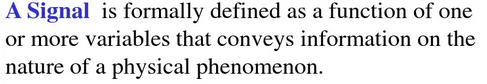 A Signal is formally defined as a function of one
or more variables that conveys information on the
nature of a physical phenomenon.